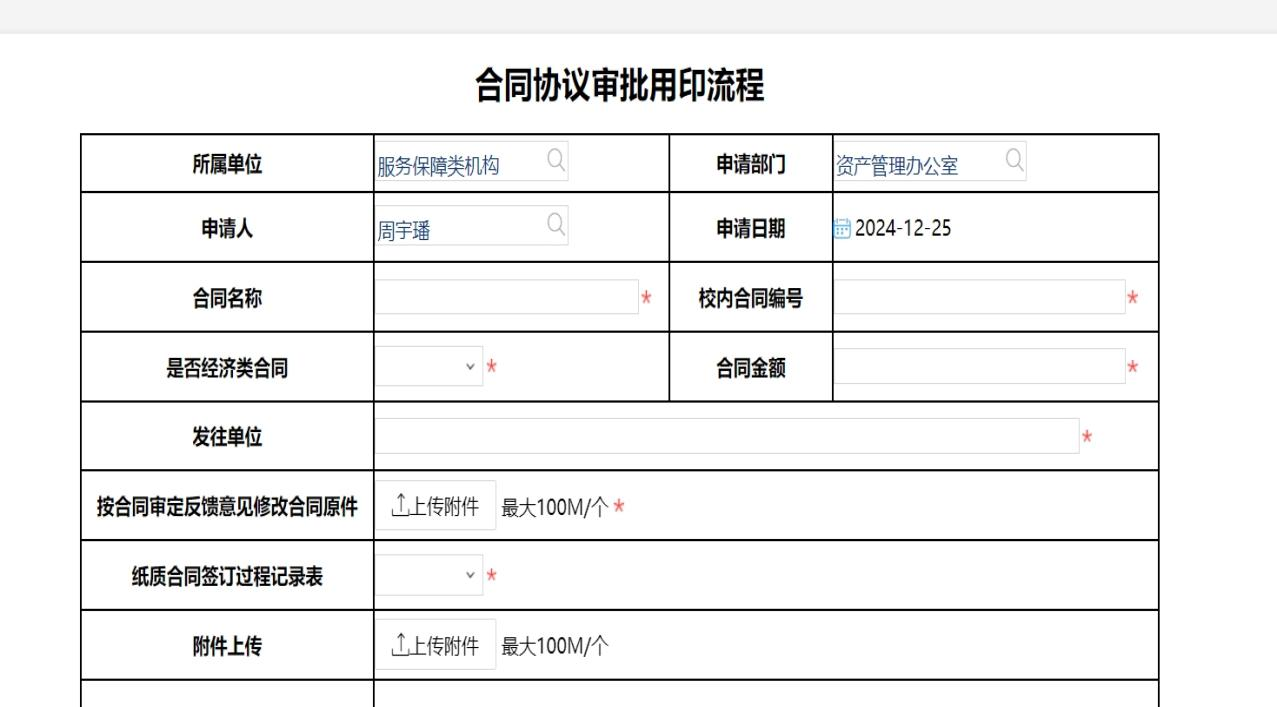 合同协议审批用印流程
所属单位 服务保障类机构 申请部门 资产管理办公室
申请人 周宇璠 申请日期 2024-12-25
合同名称 * 校内合同编号 *
是否经济类合同 * 合同金额 *
发往单位 *
按合同审定反馈意见修改合同原件 上传附件 最大100M/个 *
纸质合同签订过程记录表 *
附件上传 上传附件 最大100M/个